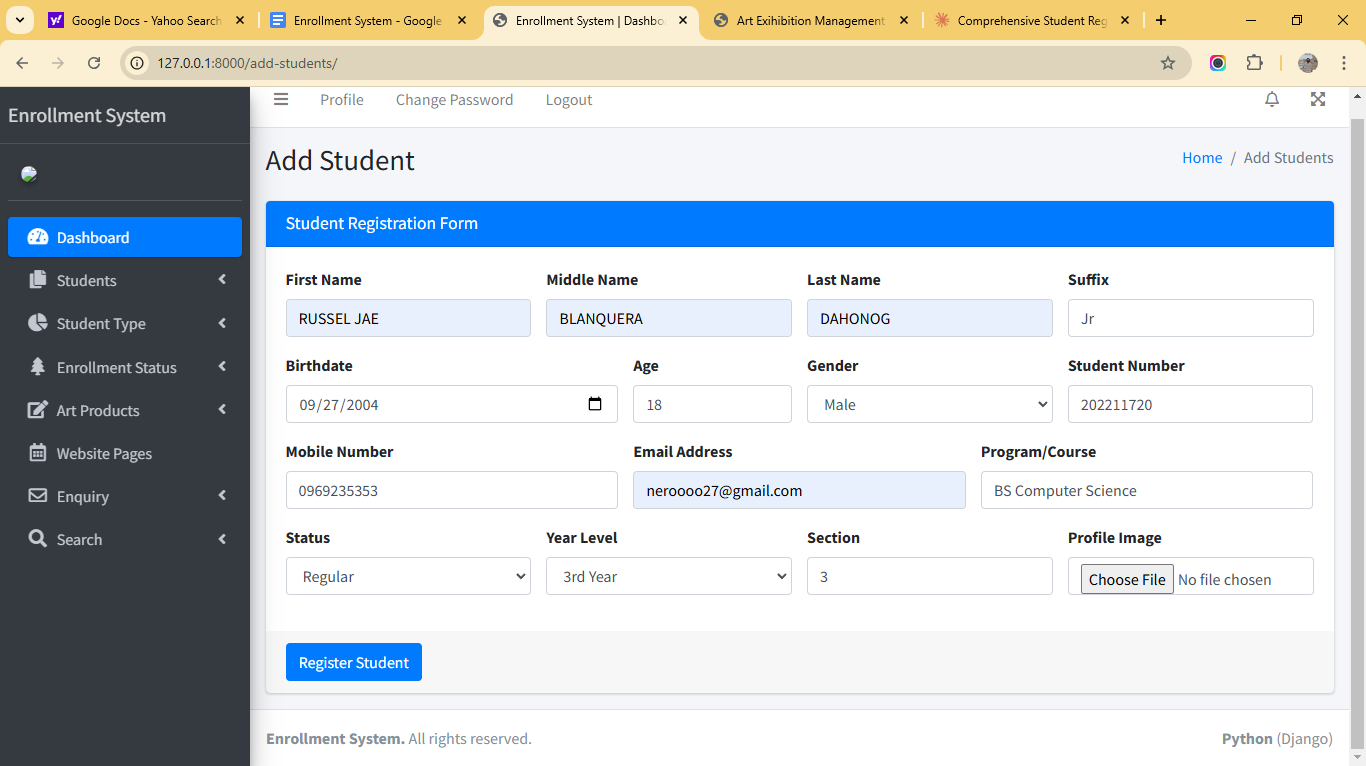 Google Docs - Yahoo Search
Enrollment System - Google
Enrollment System | Dashbo
Art Exihibition Management
Comprehensive Student Reg
127.0.0.1:8000/add-students/
Enrollment System
Profile Change Password Logout
Add Student
Home / Add Students
Dashboard
Students
Student Type
Enrollment Status
Art Products
Website Pages
Enquiry
Search
Student Registration Form
First Name Middle Name Last Name Suffix
RUSSEL JAE BLANQUERA DAHONOG Jr
Birthdate Age Gender Student Number
09/27/2004 18 Male 202211720
Mobile Number Email Address Program/Course
0969235353 neroooo27@gmail.com BS Computer Science
Status Year Level Section Profile Image
Regular 3rd Year 3 Choose File No file chosen
Register Student
Enrollment System. All rights reserved. Python (Django)